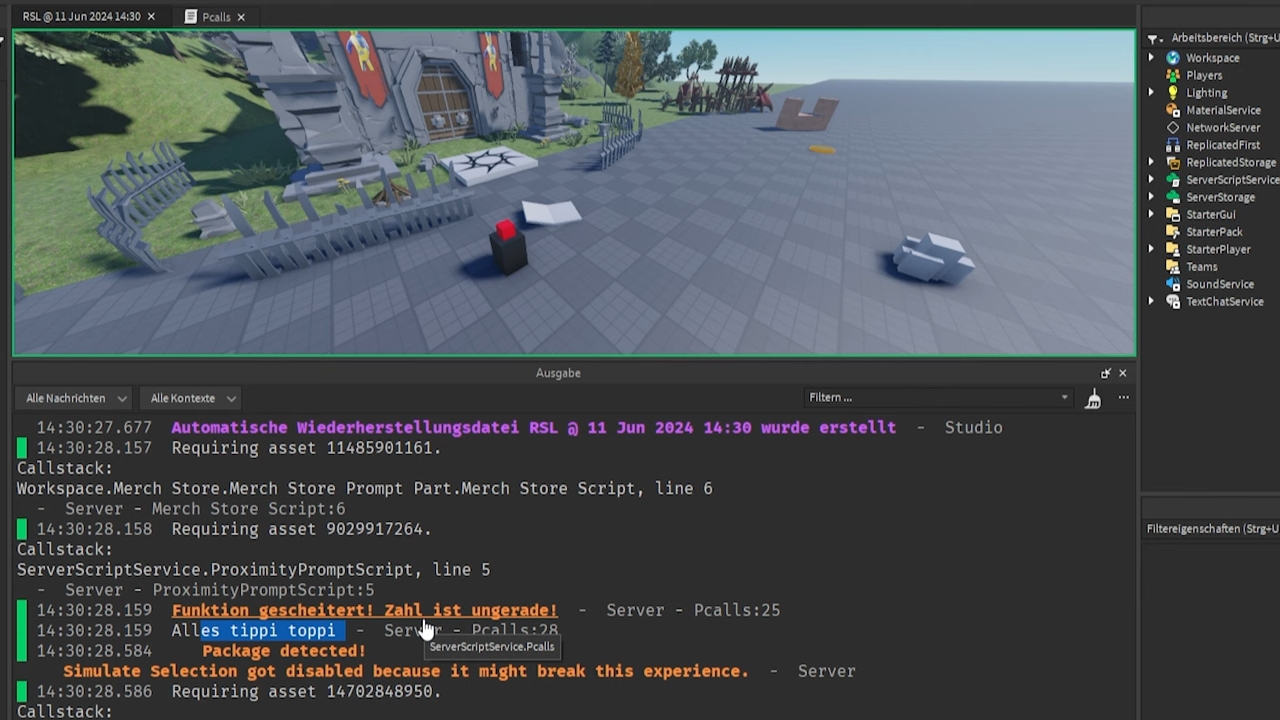 RSL @ 11 Jun 2024 14:30
Pcalls
Arbeitsbereich (Strg+U
Workspace
Players
Lighting
MaterialService
NetworkServer
ReplicatedFirst
ReplicatedStorage
ServerScriptService
ServerStorage
StarterGui
StarterPack
StarterPlayer
Teams
SoundService
TextChatService
Filtereigenschaften (Strg+U
Ausgabe
Alle Nachrichten Alle Kontexte Filtern ...
14:30:27.677 Automatische Wiederherstellungsdatei RSL @ 11 Jun 2024 14:30 wurde erstellt - Studio
14:30:28.157 Requiring asset 11485901161.
Callstack:
Workspace.Merch Store.Merch Store Prompt Part.Merch Store Script, line 6
- Server - Merch Store Script:6
14:30:28.158 Requiring asset 9029917264.
Callstack:
ServerScriptService.ProximityPromptScript, line 5
- Server - ProximityPromptScript:5
14:30:28.159 Funktion gescheitert! Zahl ist ungerade! - Server - Pcalls:25
14:30:28.159 Alles tippi toppi - Server - Pcalls:28
ServerScriptService.Pcalls
14:30:28.584 Package detected!
Simulate Selection got disabled because it might break this experience. - Server
14:30:28.586 Requiring asset 14702848950.
Callstack: